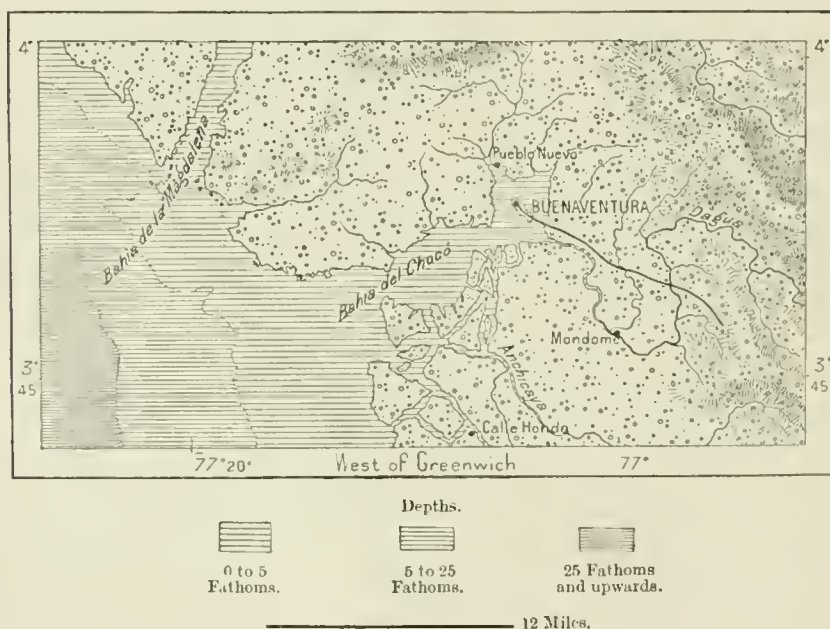 4°
4°
Bahia de la Magdalena
Pueblo Nuevo
BUENAVENTURA
Dagua
Bahia del Chacó
Mondomo
Anchicaya
3°
45
3°
45
Calle Honda
77°20'
West of Greenwich
77°
Depths.
0 to 5
Fathoms.
5 to 25
Fathoms.
25 Fathoms
and upwards.
12 Miles.